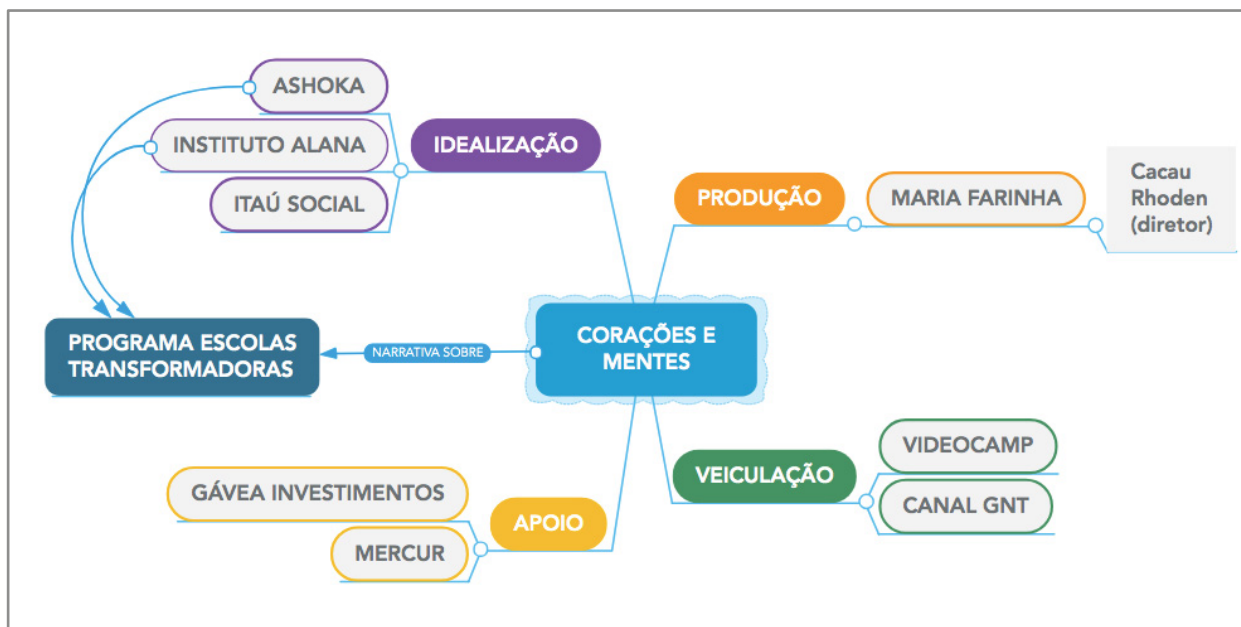 ASHOKA
INSTITUTO ALANA
ITAÚ SOCIAL
IDEALIZAÇÃO
PRODUÇÃO
MARIA FARINHA
Cacau
Rhoden
(diretor)
PROGRAMA ESCOLAS
TRANSFORMADORAS
NARRATIVA SOBRE
CORAÇÕES E
MENTES
GÁVEA INVESTIMENTOS
MERCUR
APOIO
VEICULAÇÃO
VIDEOCAMP
CANAL GNT